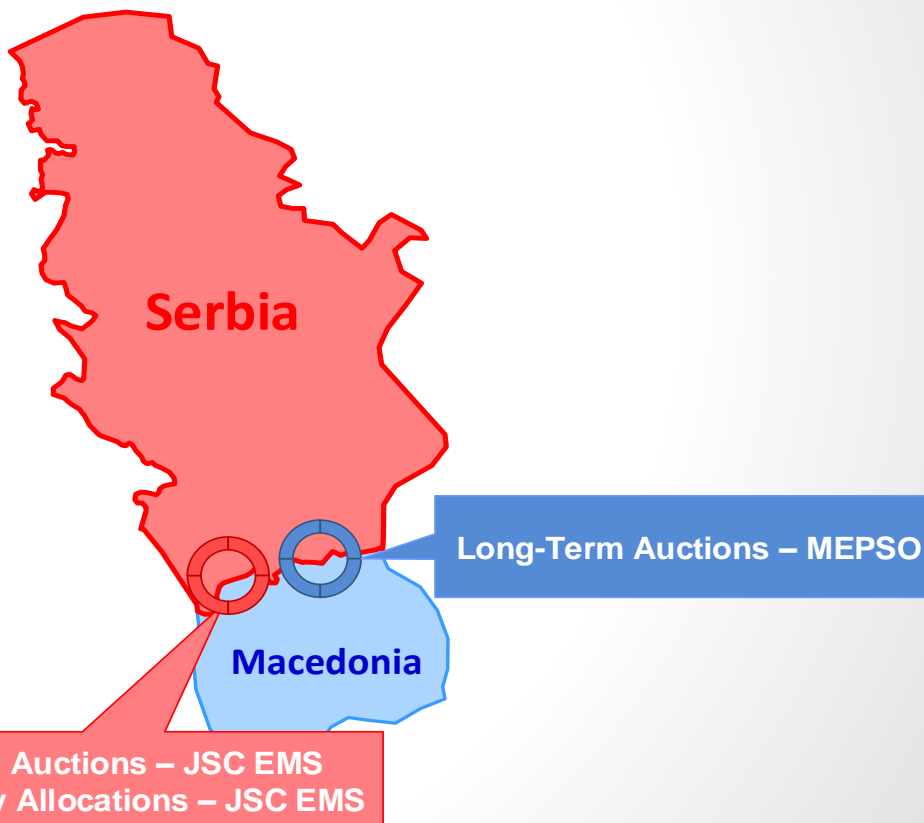 Serbia
Long-Term Auctions – MEPSO
Macedonia
Auctions – JSC EMS
Allocations – JSC EMS